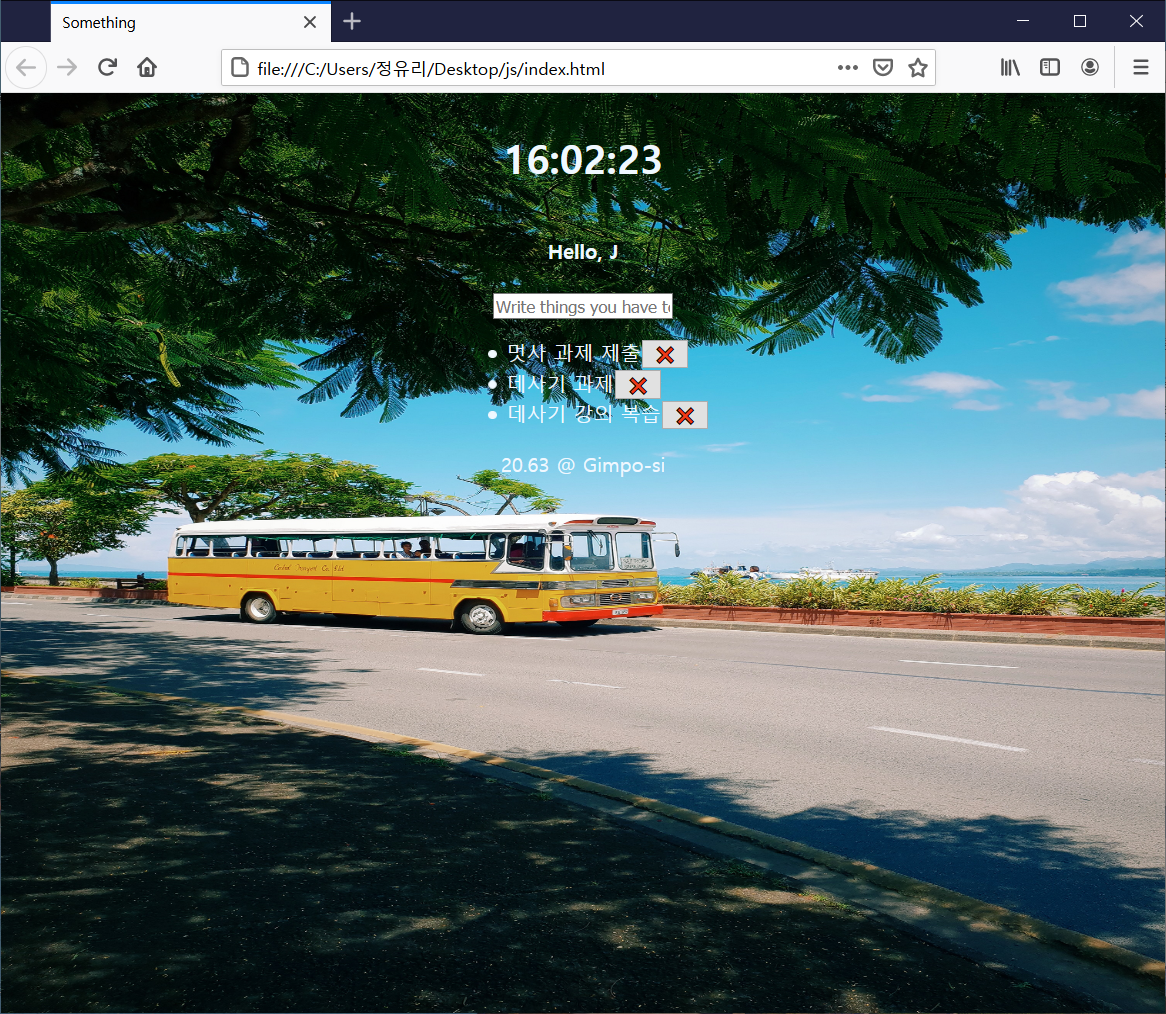 Something
file:///C:/Users/정유리/Desktop/js/index.html
16:02:23
Hello, J
Write things you have to
멋사 과제 제출
데사기 과제
데사기 강의 복습
20.63 @ Gimpo-si